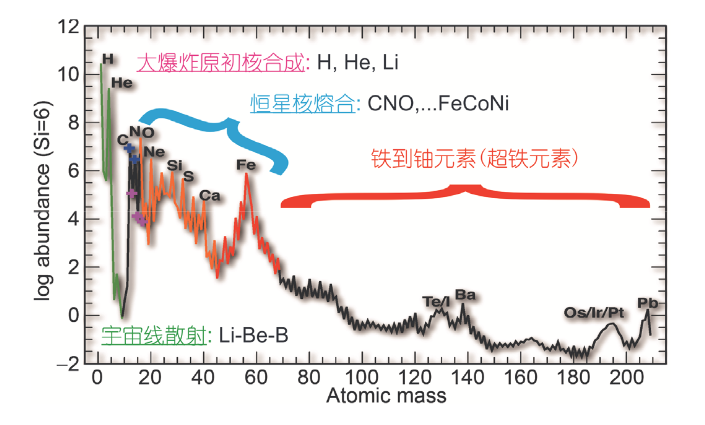 12
10
8
6
4
2
0
−2
log abundance (Si=6)
大爆炸原初核合成: H, He, Li
恒星核熔合: CNO,...FeCoNi
铁到铀元素(超铁元素)
宇宙线散射: Li-Be-B
H
He
C
NO
Ne
Si
S
Ca
Fe
Te/I
Ba
Os/Ir/Pt
Pb
0 20 40 60 80 100 120 140 160 180 200
Atomic mass